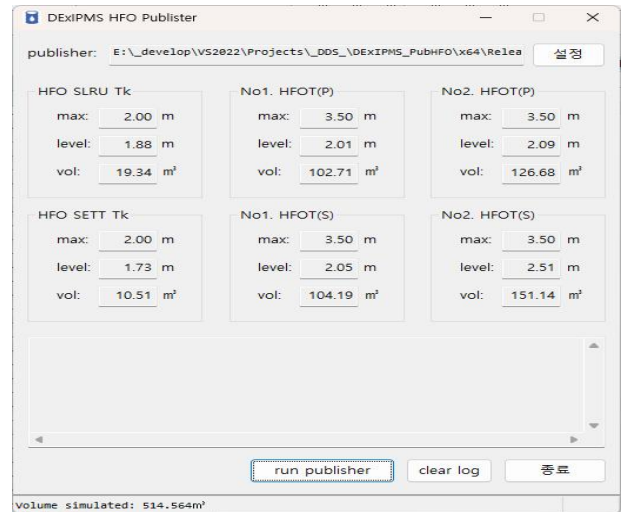 DExIPMS HFO Publister
publisher: E:\_develop\VS2022\Projects\_DDS_\DExIPMS_PubHFO\x64\Relea 설정
HFO SLRU Tk No1. HFOT(P) No2. HFOT(P)
max: 2.00 m max: 3.50 m max: 3.50 m
level: 1.88 m level: 2.01 m level: 2.09 m
vol: 19.34 m³ vol: 102.71 m³ vol: 126.68 m³
HFO SETT Tk No1. HFOT(S) No2. HFOT(S)
max: 2.00 m max: 3.50 m max: 3.50 m
level: 1.73 m level: 2.05 m level: 2.51 m
vol: 10.51 m³ vol: 104.19 m³ vol: 151.14 m³
run publisher clear log 종료
Volume simulated: 514.564m³